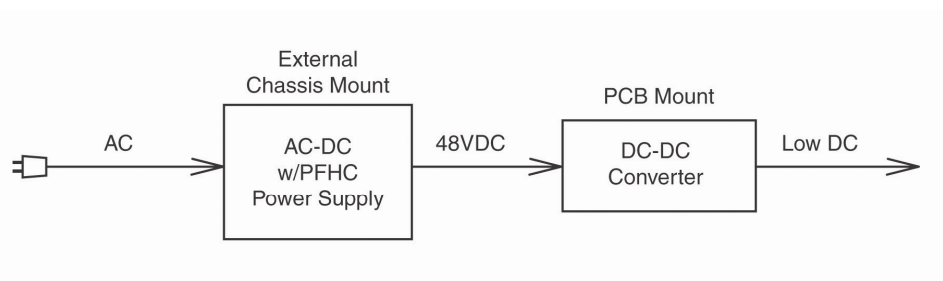 External
Chassis Mount
AC
AC-DC
w/PFHC
Power Supply
48VDC
PCB Mount
DC-DC
Converter
Low DC